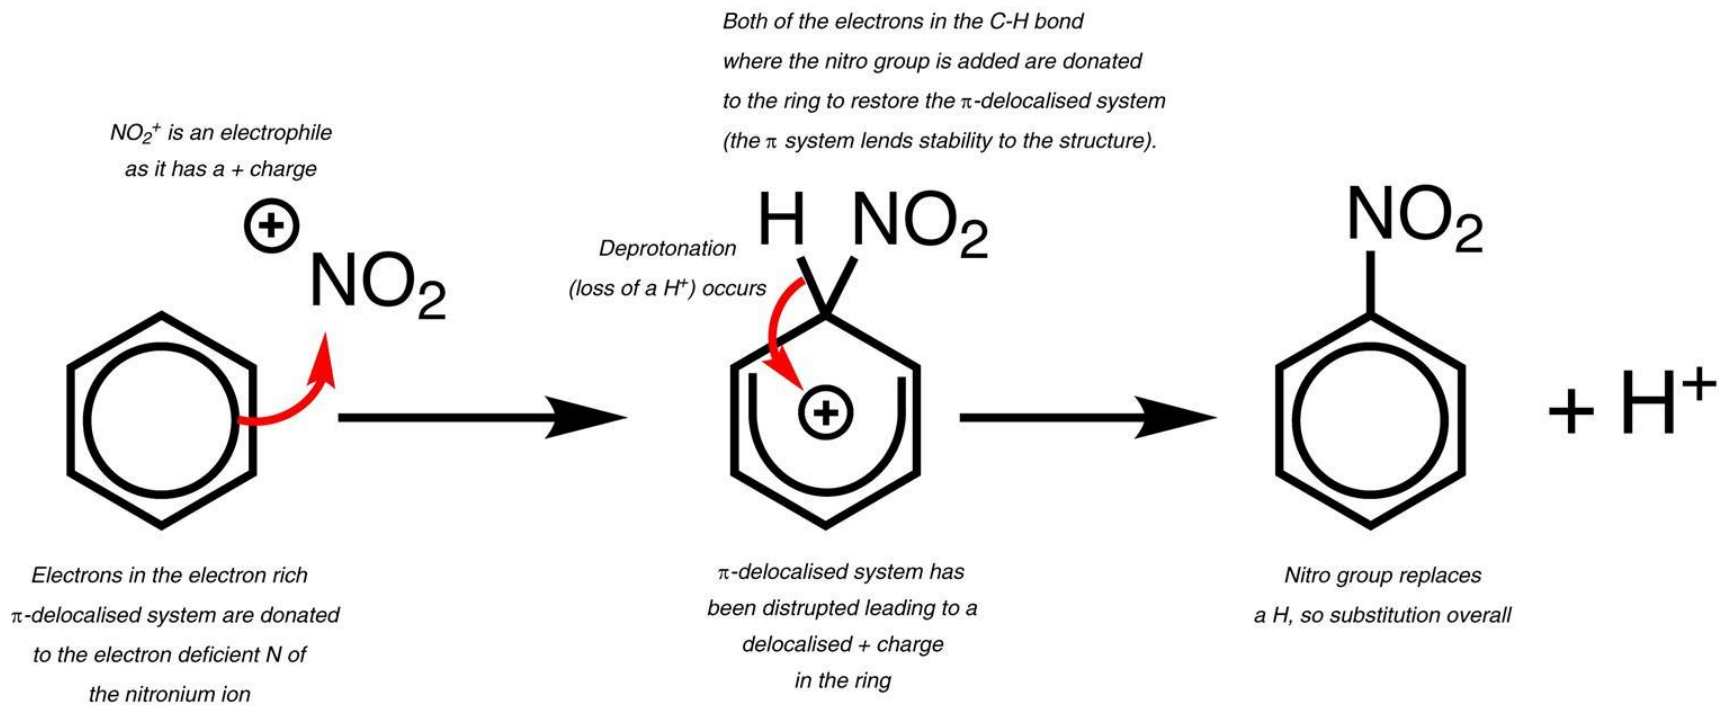 Both of the electrons in the C-H bond
where the nitro group is added are donated
to the ring to restore the π-delocalised system
(the π system lends stability to the structure).
NO₂⁺ is an electrophile
as it has a + charge
+
NO₂
H NO₂
Deprotonation
(loss of a H⁺) occurs
+
NO₂
+ H⁺
Electrons in the electron rich
π-delocalised system are donated
to the electron deficient N of
the nitronium ion
π-delocalised system has
been distrupted leading to a
delocalised + charge
in the ring
Nitro group replaces
a H, so substitution overall